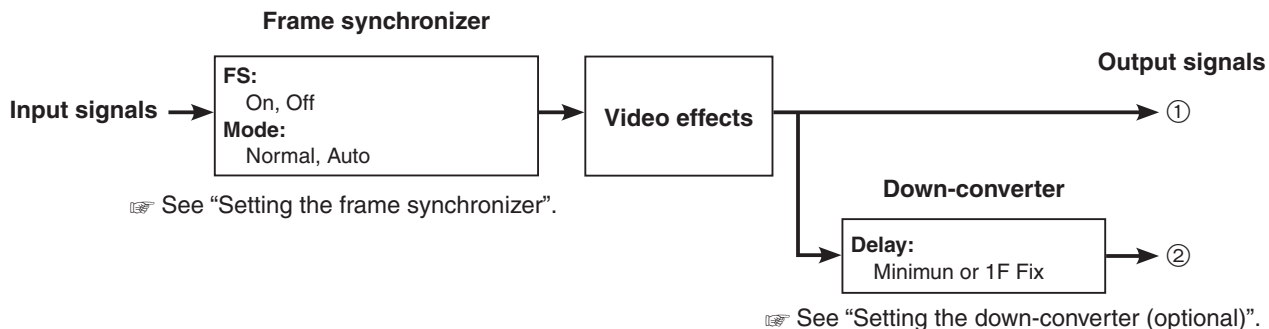 Frame synchronizer
FS:
On, Off
Mode:
Normal, Auto
Input signals
Video effects
Output signals
①
☞ See “Setting the frame synchronizer”.
Down-converter
Delay:
Minimun or 1F Fix
②
☞ See “Setting the down-converter (optional)”.